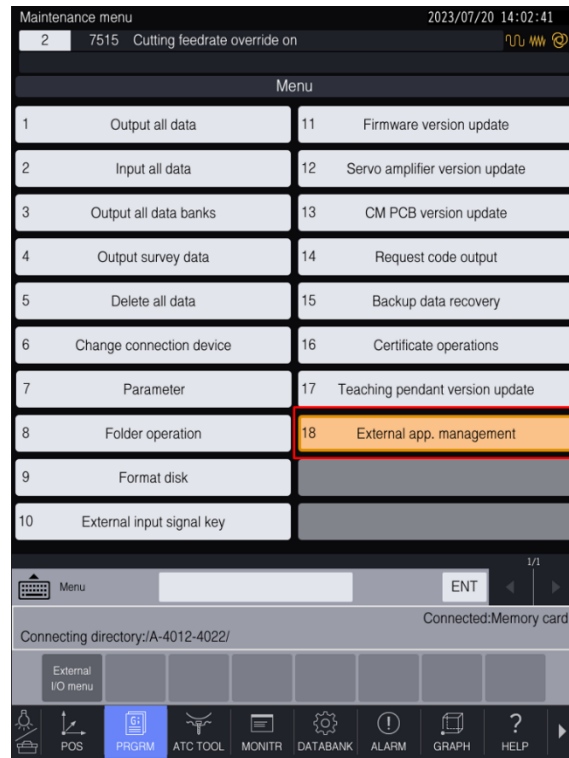 Maintenance menu 2023/07/20 14:02:41
2 7515 Cutting feedrate override on
Menu
1 Output all data
2 Input all data
3 Output all data banks
4 Output survey data
5 Delete all data
6 Change connection device
7 Parameter
8 Folder operation
9 Format disk
10 External input signal key
11 Firmware version update
12 Servo amplifier version update
13 CM PCB version update
14 Request code output
15 Backup data recovery
16 Certificate operations
17 Teaching pendant version update
18 External app. management
1/1
Menu ENT
Connected:Memory card
Connecting directory:/A-4012-4022/
External
I/O menu
POS PRGRM ATC TOOL MONITR DATABANK ALARM GRAPH HELP